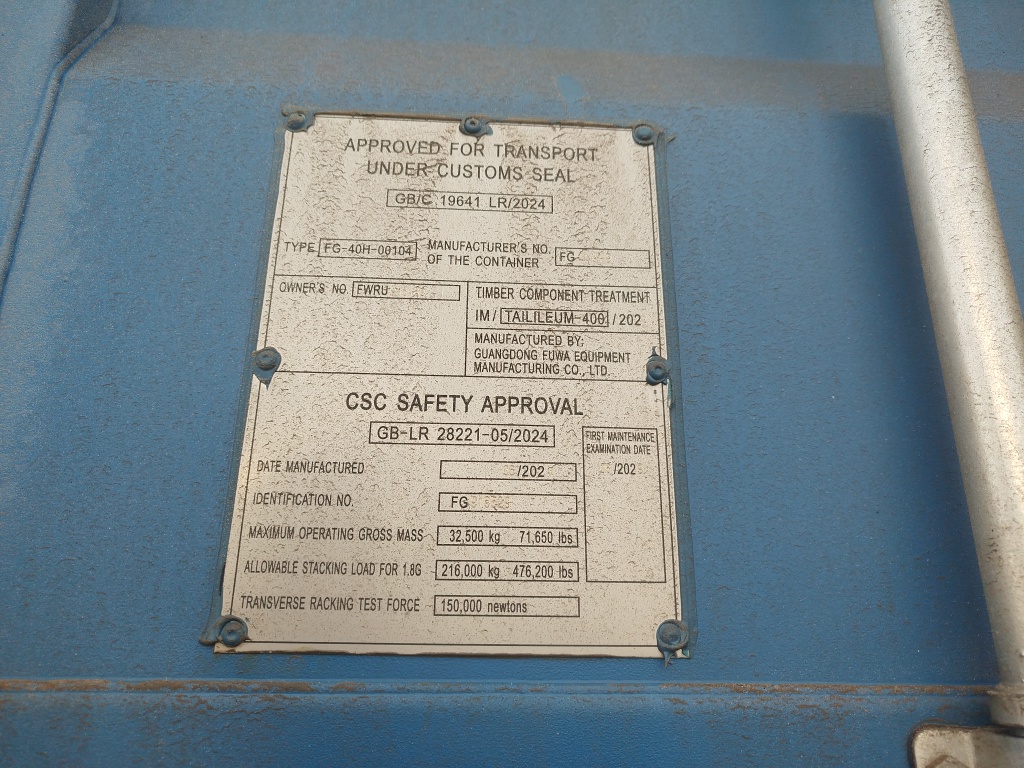 APPROVED FOR TRANSPORT
UNDER CUSTOMS SEAL
GB/C 19641 LR/2024
TYPE FG-40H-00104
MANUFACTURER'S NO.
OF THE CONTAINER FG
OWNER'S NO. FWRU
TIMBER COMPONENT TREATMENT
IM/ TAILILEUM-400 /202
MANUFACTURED BY:
GUANGDONG FUWA EQUIPMENT
MANUFACTURING CO., LTD.
CSC SAFETY APPROVAL
GB-LR 28221-05/2024
FIRST MAINTENANCE
EXAMINATION DATE
/202
DATE MANUFACTURED /202
IDENTIFICATION NO. FG
MAXIMUM OPERATING GROSS MASS 32,500 kg 71,650 lbs
ALLOWABLE STACKING LOAD FOR 1.8G 216,000 kg 476,200 lbs
TRANSVERSE RACKING TEST FORCE 150,000 newtons